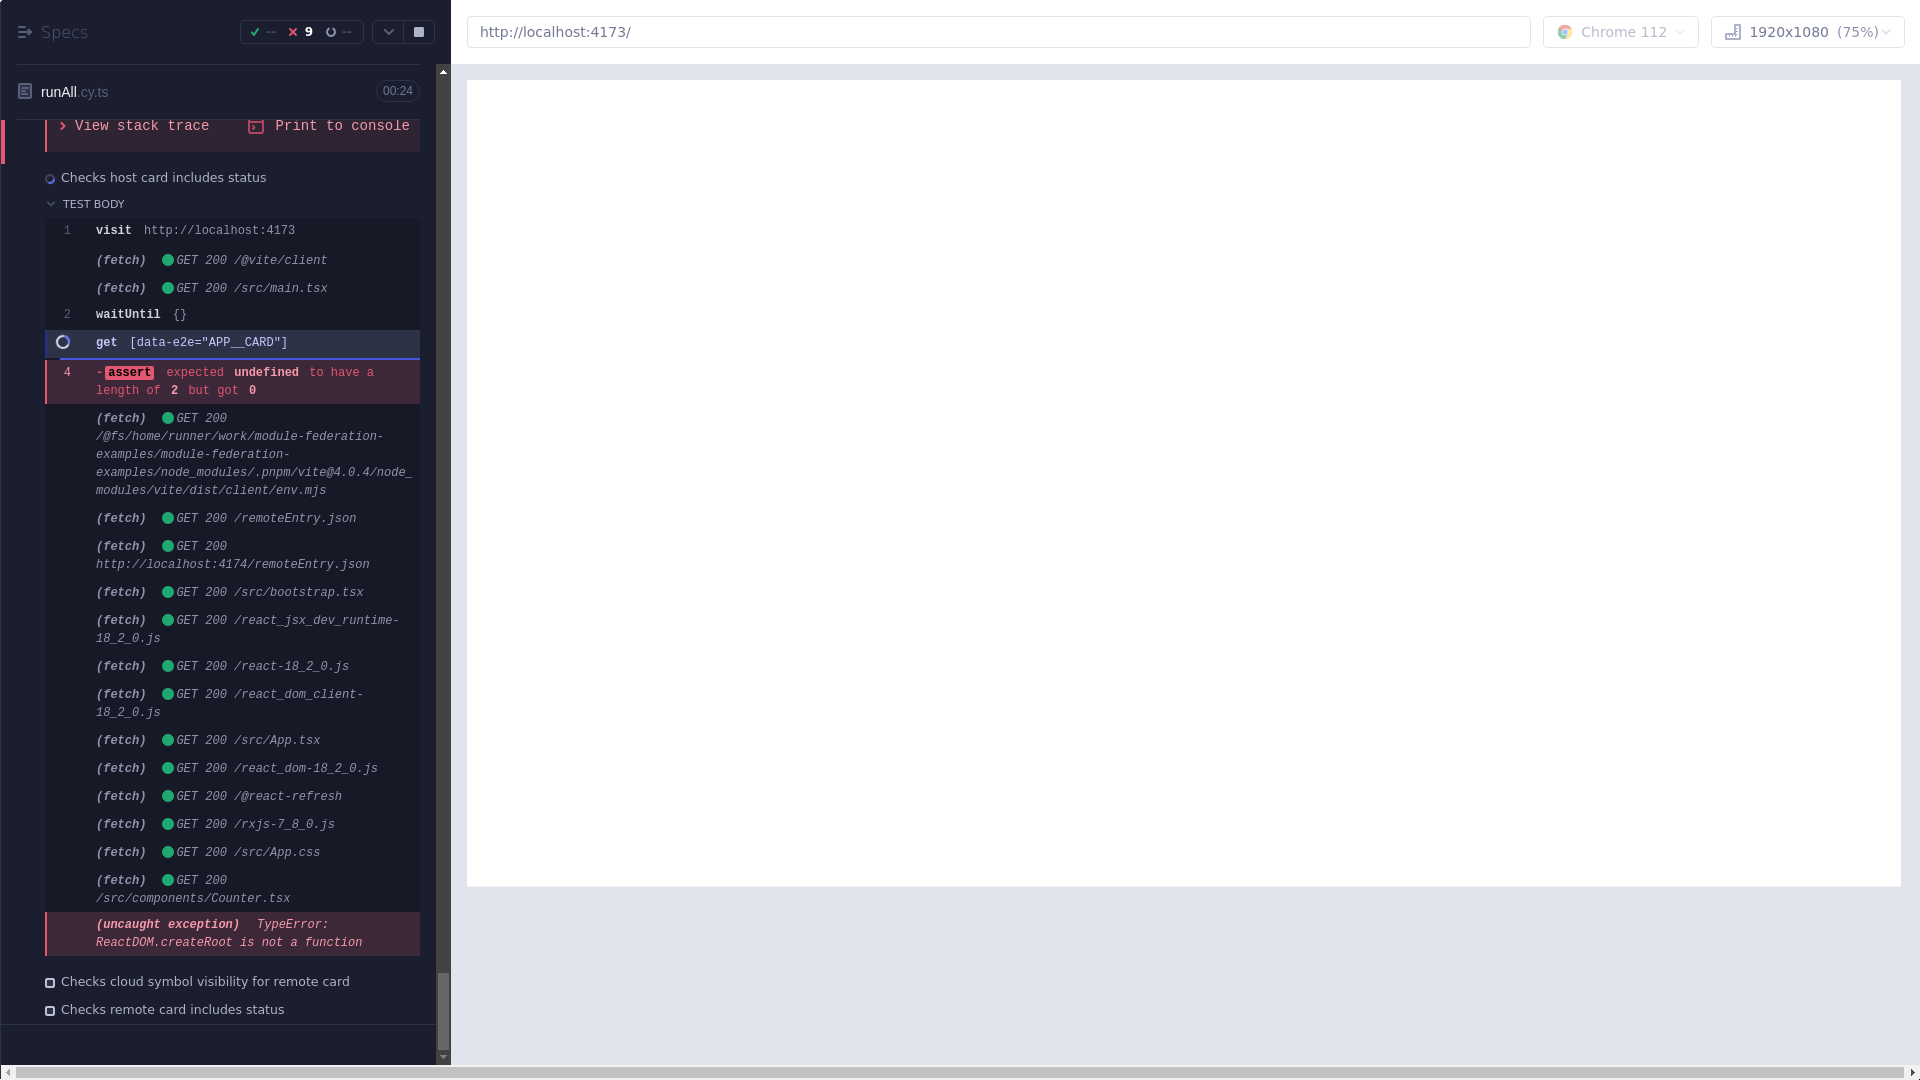 Specs
-- 9 --
http://localhost:4173/
Chrome 112
1920x1080 (75%)
runAll.cy.ts
00:24
View stack trace
Print to console
Checks host card includes status
TEST BODY
1 visit http://localhost:4173
(fetch) GET 200 /@vite/client
(fetch) GET 200 /src/main.tsx
2 waitUntil {}
get [data-e2e="APP__CARD"]
4 -assert expected undefined to have a
length of 2 but got 0
(fetch) GET 200
/@fs/home/runner/work/module-federation-
examples/module-federation-
examples/node_modules/.pnpm/vite@4.0.4/node_
modules/vite/dist/client/env.mjs
(fetch) GET 200 /remoteEntry.json
(fetch) GET 200
http://localhost:4174/remoteEntry.json
(fetch) GET 200 /src/bootstrap.tsx
(fetch) GET 200 /react_jsx_dev_runtime-
18_2_0.js
(fetch) GET 200 /react-18_2_0.js
(fetch) GET 200 /react_dom_client-
18_2_0.js
(fetch) GET 200 /src/App.tsx
(fetch) GET 200 /react_dom-18_2_0.js
(fetch) GET 200 /@react-refresh
(fetch) GET 200 /rxjs-7_8_0.js
(fetch) GET 200 /src/App.css
(fetch) GET 200
/src/components/Counter.tsx
(uncaught exception) TypeError:
ReactDOM.createRoot is not a function
Checks cloud symbol visibility for remote card
Checks remote card includes status